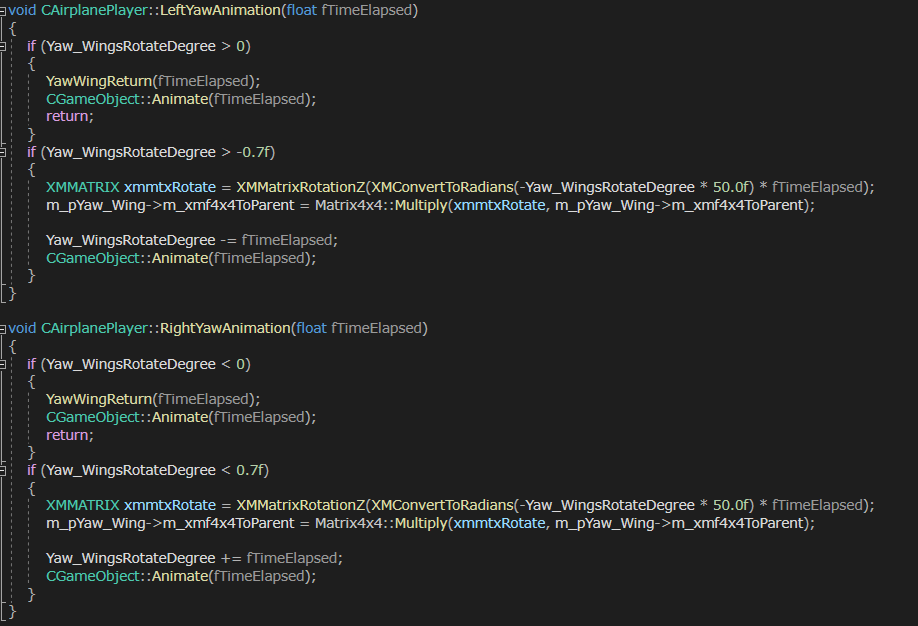 void CAirplanePlayer::LeftYawAnimation(float fTimeElapsed)
{
if (Yaw_WingsRotateDegree > 0)
{
YawWingReturn(fTimeElapsed);
CGameObject::Animate(fTimeElapsed);
return;
}
if (Yaw_WingsRotateDegree > -0.7f)
{
XMMATRIX xmmtxRotate = XMMatrixRotationZ(XMConvertToRadians(-Yaw_WingsRotateDegree * 50.0f) * fTimeElapsed);
m_pYaw_Wing->m_xmf4x4ToParent = Matrix4x4::Multiply(xmmtxRotate, m_pYaw_Wing->m_xmf4x4ToParent);
Yaw_WingsRotateDegree -= fTimeElapsed;
CGameObject::Animate(fTimeElapsed);
}
}
void CAirplanePlayer::RightYawAnimation(float fTimeElapsed)
{
if (Yaw_WingsRotateDegree < 0)
{
YawWingReturn(fTimeElapsed);
CGameObject::Animate(fTimeElapsed);
return;
}
if (Yaw_WingsRotateDegree < 0.7f)
{
XMMATRIX xmmtxRotate = XMMatrixRotationZ(XMConvertToRadians(-Yaw_WingsRotateDegree * 50.0f) * fTimeElapsed);
m_pYaw_Wing->m_xmf4x4ToParent = Matrix4x4::Multiply(xmmtxRotate, m_pYaw_Wing->m_xmf4x4ToParent);
Yaw_WingsRotateDegree += fTimeElapsed;
CGameObject::Animate(fTimeElapsed);
}
}